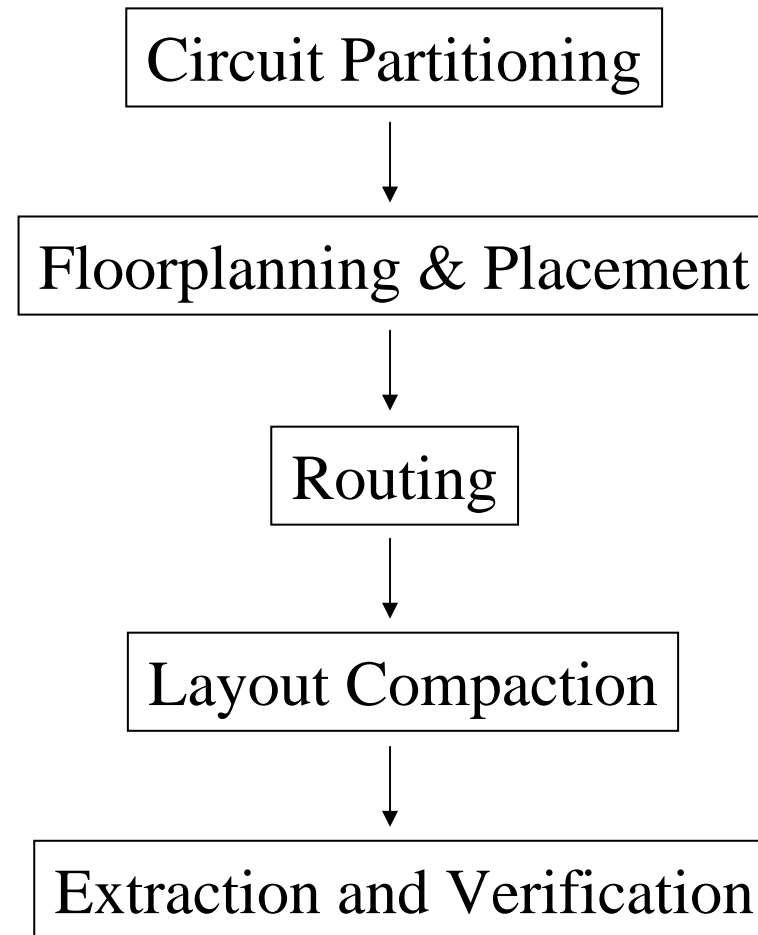 Circuit Partitioning
Floorplanning & Placement
Routing
Layout Compaction
Extraction and Verification